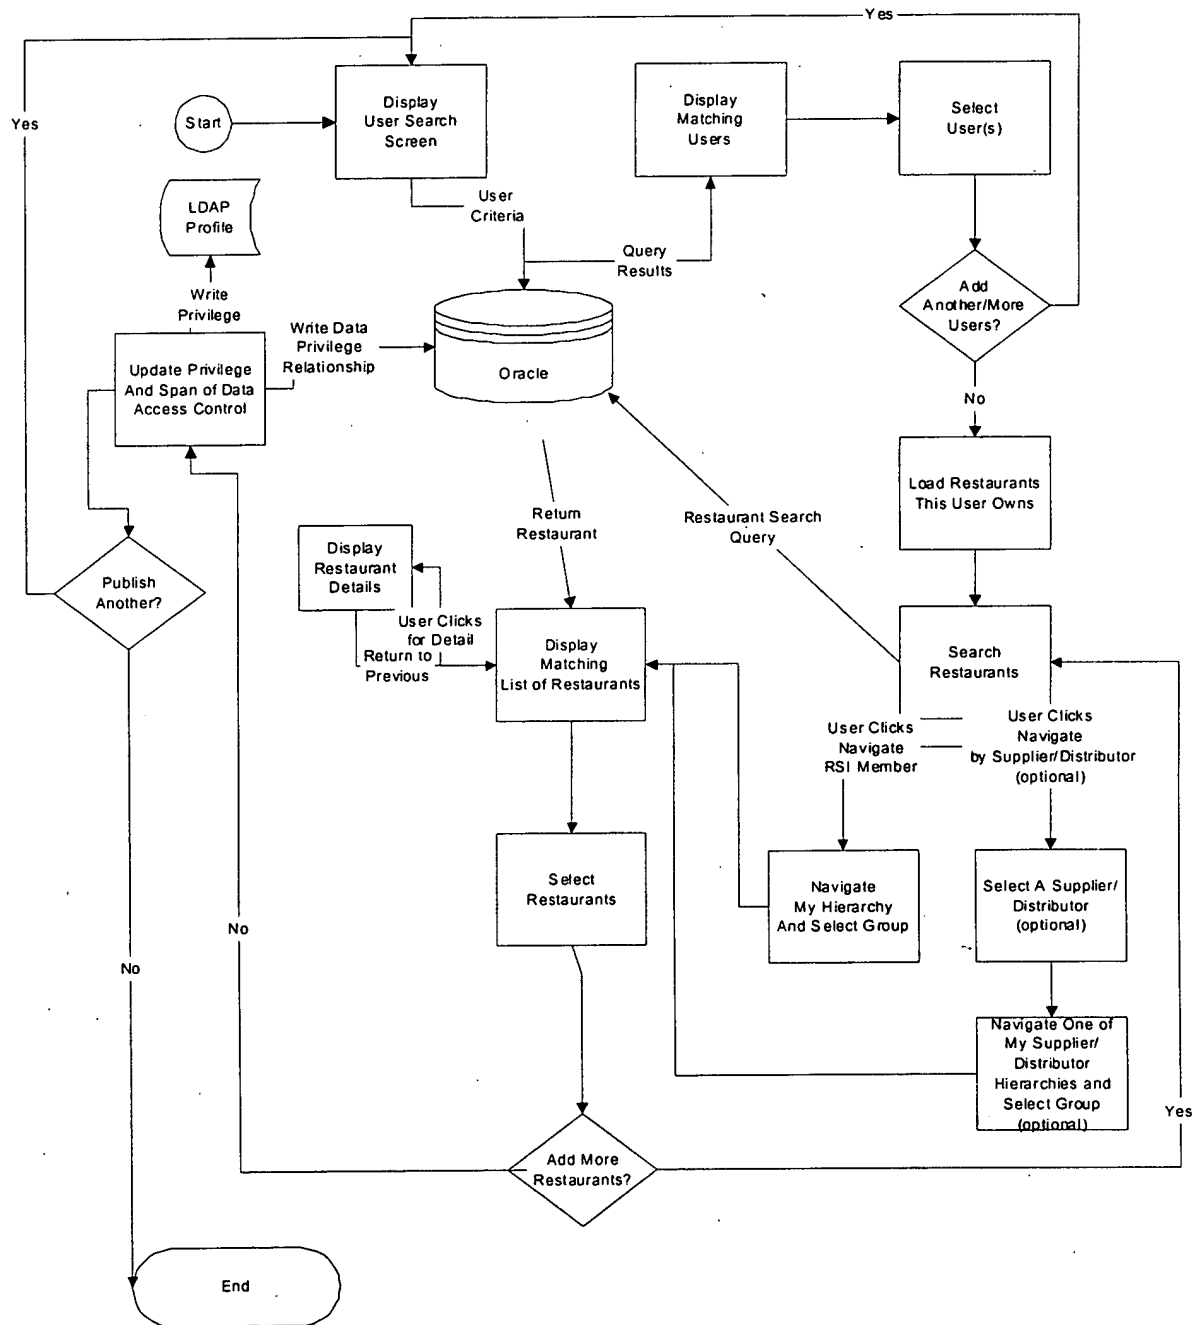 Yes
Yes
Start
Display
User Search
Screen
Display
Matching
Users
Select
User(s)
LDAP
Profile
User
Criteria
Query
Results
Write
Privilege
Write Data
Privilege
Relationship
Add
Another/More
Users?
Update Privilege
And Span of Data
Access Control
Oracle
No
Load Restaurants
This User Owns
Return
Restaurant
Restaurant Search
Query
Display
Restaurant
Details
Publish
Another?
User Clicks
for Detail
Return to
Previous
Display
Matching
List of Restaurants
Search
Restaurants
User Clicks
Navigate
RSI Member
User Clicks
Navigate
by Supplier/Distributor
(optional)
Select
Restaurants
Navigate
My Hierarchy
And Select Group
Select A Supplier/
Distributor
(optional)
No
No
Navigate One of
My Supplier/
Distributor
Hierarchies and
Select Group
(optional)
Yes
Add More
Restaurants?
End